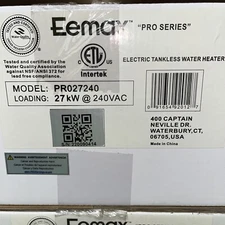 Eemax "PRO SERIES"
Tested and certified by the
Water Quality Association
against NSF/ANSI 372 for
lead free compliance.
ETL
Intertek
ELECTRIC TANKLESS WATER HEATER
MODEL: PR027240
LOADING: 27 kW @ 240VAC
400 CAPTAIN
NEVILLE DR.
WATERBURY,CT,
06705,USA
Made in China
Eemax